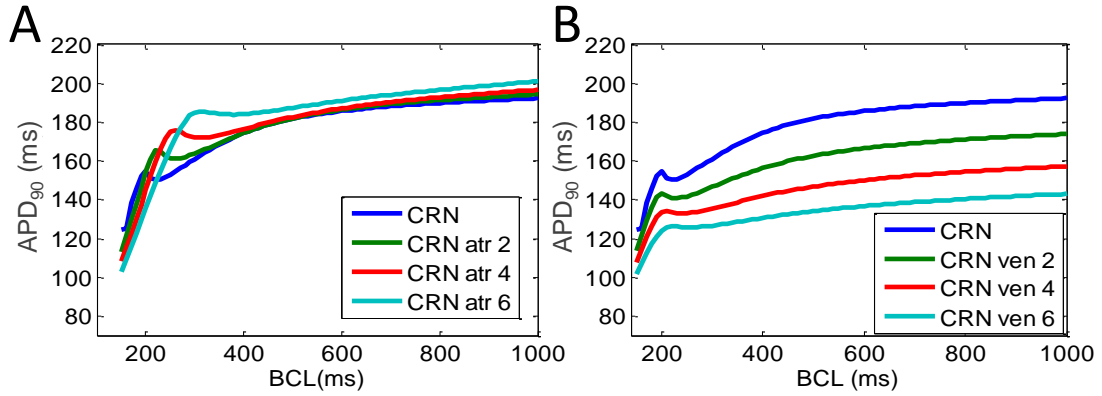 A
APD90 (ms)
220
200
180
160
140
120
100
80
200
400
600
800
1000
BCL(ms)
CRN
CRN atr 2
CRN atr 4
CRN atr 6
B
APD90 (ms)
220
200
180
160
140
120
100
80
200
400
600
800
1000
BCL (ms)
CRN
CRN ven 2
CRN ven 4
CRN ven 6